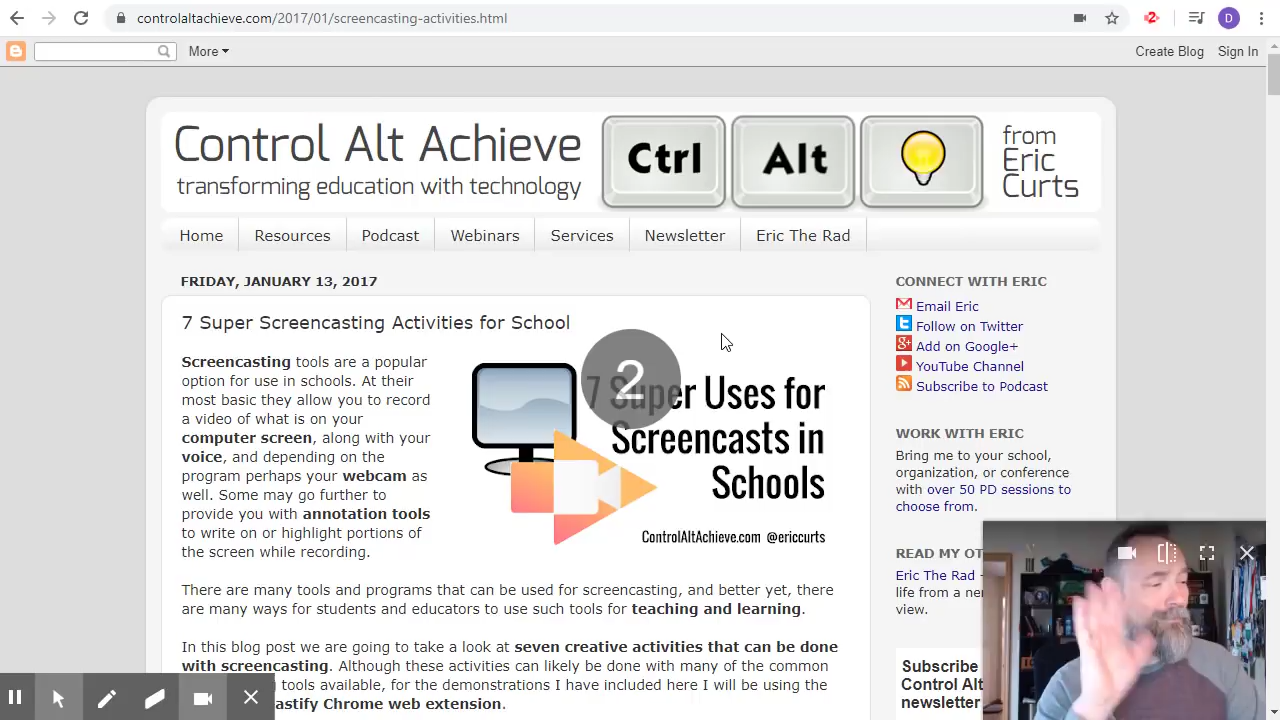 controlaltachieve.com/2017/01/screencasting-activities.html
2
D
More
Create Blog
Sign In
Control Alt Achieve
transforming education with technology
Ctrl
Alt
from
Eric
Curts
Home
Resources
Podcast
Webinars
Services
Newsletter
Eric The Rad
FRIDAY, JANUARY 13, 2017
7 Super Screencasting Activities for School
Screencasting tools are a popular
option for use in schools. At their
most basic they allow you to record
a video of what is on your
computer screen, along with your
voice, and depending on the
program perhaps your webcam as
well. Some may go further to
provide you with annotation tools
to write on or highlight portions of
the screen while recording.
2
7 Super Uses for
Screencasts in
Schools
ControlAltAchieve.com @ericcurts
There are many tools and programs that can be used for screencasting, and better yet, there
are many ways for students and educators to use such tools for teaching and learning.
In this blog post we are going to take a look at seven creative activities that can be done
with screencasting. Although these activities can likely be done with many of the common
tools available, for the demonstrations I have included here I will be using the
astify Chrome web extension.
CONNECT WITH ERIC
Email Eric
Follow on Twitter
Add on Google+
YouTube Channel
Subscribe to Podcast
WORK WITH ERIC
Bring me to your school,
organization, or conference
with over 50 PD sessions to
choose from.
READ MY OT
Eric The Rad -
life from a ne
view.
Subscribe
Control Alt
newsletter